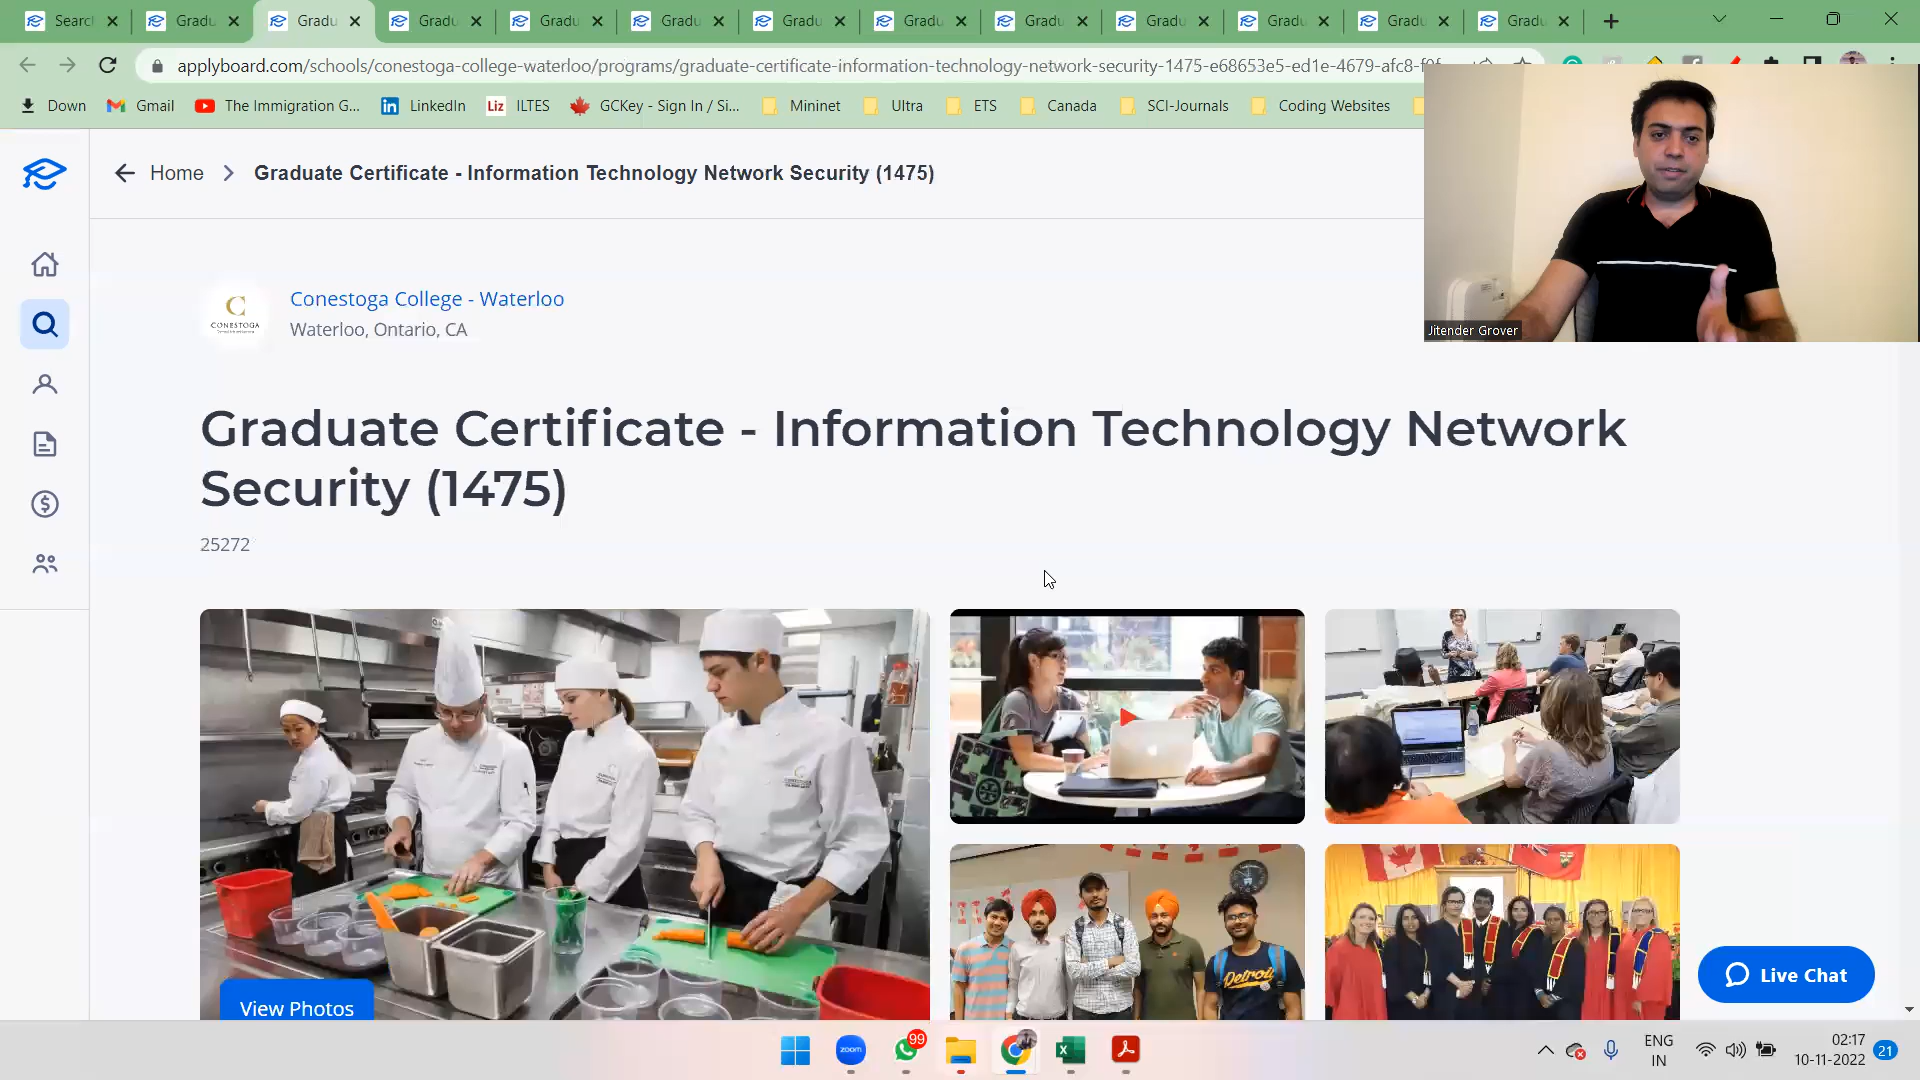 Searc
Gradu
Gradu
Gradu
Gradu
Gradu
Gradu
Gradu
Gradu
Gradu
Gradu
Gradu
Gradu
applyboard.com/schools/conestoga-college-waterloo/programs/graduate-certificate-information-technology-network-security-1475-e68653e5-ed1e-4679-afc8-f0f
Down
Gmail
The Immigration G...
LinkedIn
Liz ILTES
GCKey - Sign In / Si...
Mininet
Ultra
ETS
Canada
SCI-Journals
Coding Websites
Home
Graduate Certificate - Information Technology Network Security (1475)
Jitender Grover
C
CONESTOGA
Conestoga College - Waterloo
Waterloo, Ontario, CA
Graduate Certificate - Information Technology Network
Security (1475)
25272
Detroit
View Photos
Live Chat
zoom
99
ENG
IN
02:17
10-11-2022
21